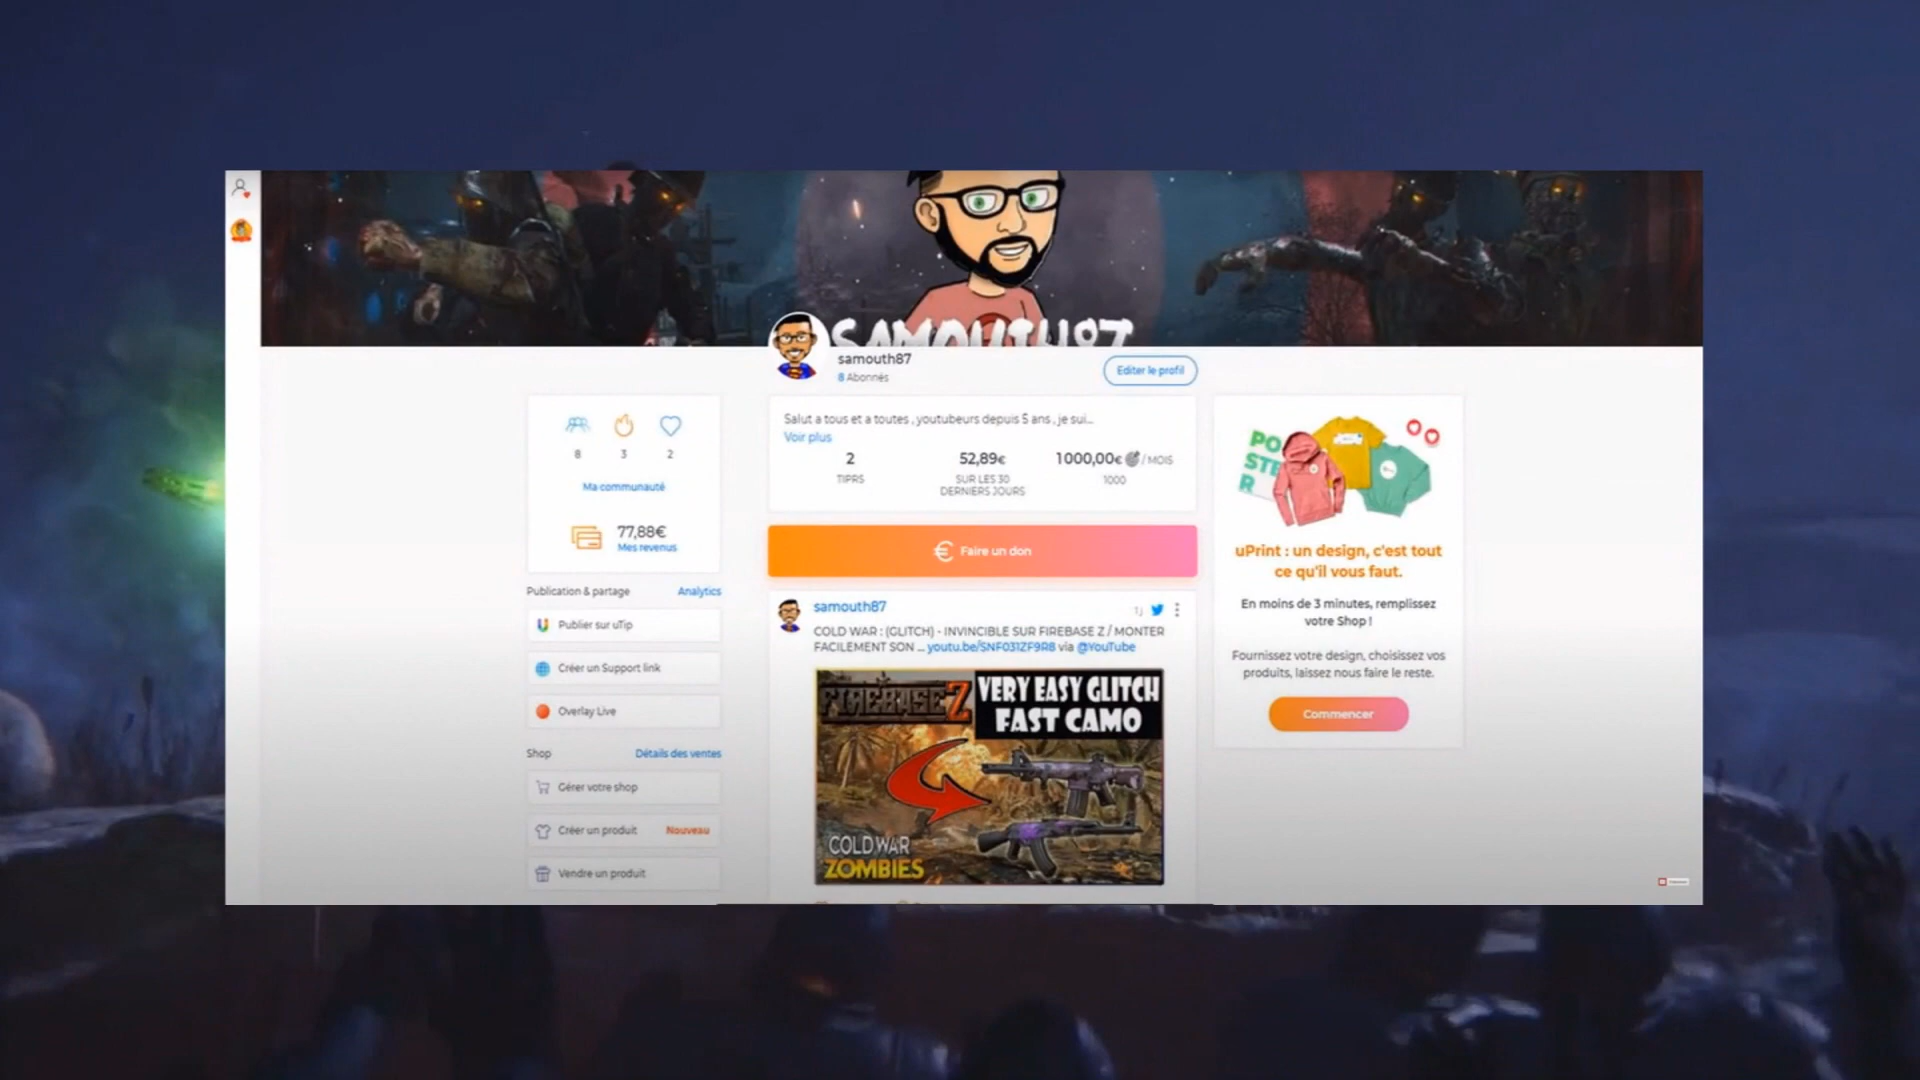 SAMOUTH87
samouth87
8 Abonnés
Editer le profil
8
3
2
Ma communauté
77,88€
Mes revenus
Publication & partage
Analytics
Publier sur uTip
Créer un Support link
Overlay Live
Shop
Détails des ventes
Gérer votre shop
Créer un produit
Nouveau
Vendre un produit
Salut a tous et a toutes , youtubeurs depuis 5 ans , je sui...
Voir plus
2
TIPRS
52,89€
SUR LES 30
DERNIERS JOURS
1000,00€ / MOIS
1000
Faire un don
samouth87
1j
COLD WAR : (GLITCH) - INVINCIBLE SUR FIREBASE Z / MONTER
FACILEMENT SON ... youtu.be/SNF031ZF9R8 via @YouTube
FIREBASE Z
VERY EASY GLITCH
FAST CAMO
COLD WAR
ZOMBIES
PO
STE
R
uPrint : un design, c'est tout
ce qu'il vous faut.
En moins de 3 minutes, remplissez
votre Shop !
Fournissez votre design, choisissez vos
produits, laissez nous faire le reste.
Commencer